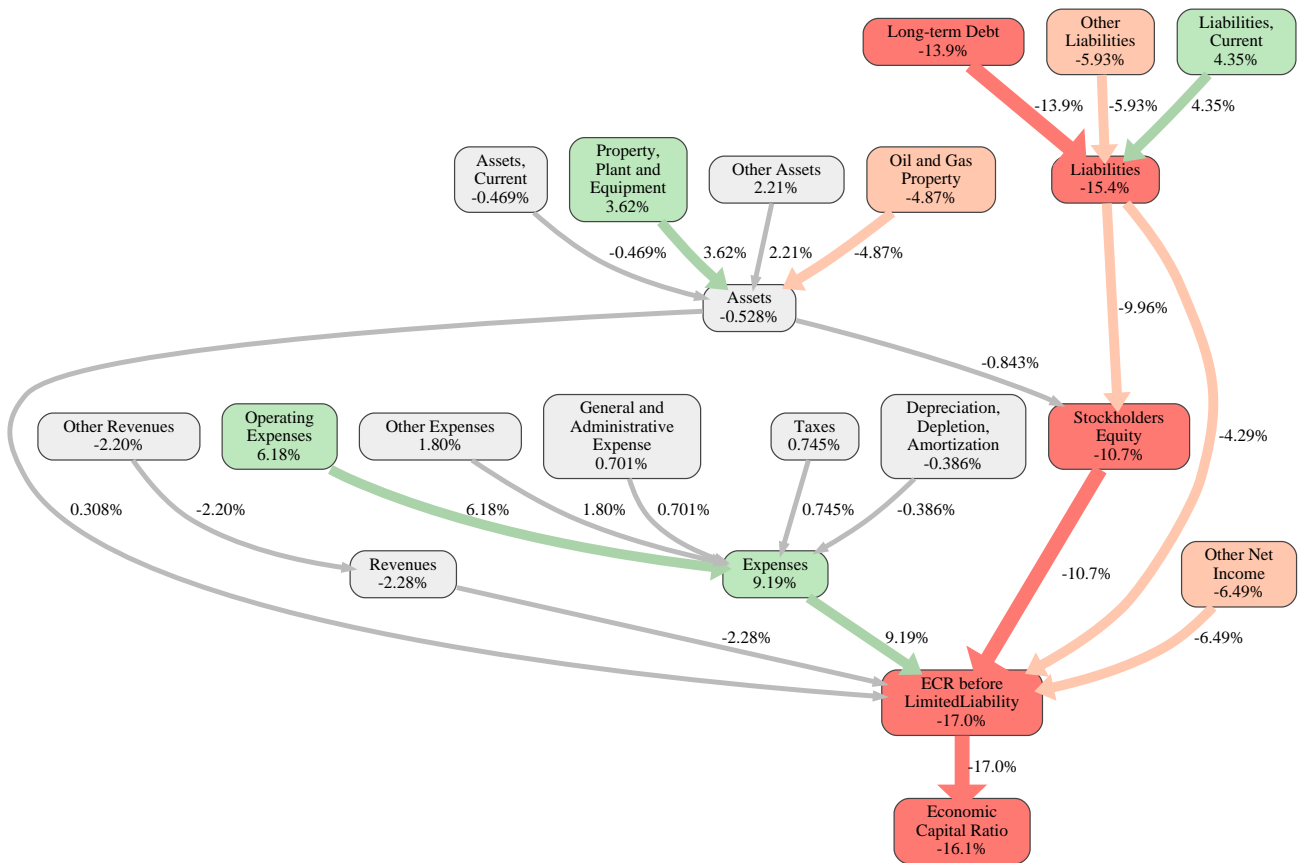 Long-term Debt
-13.9%
Other
Liabilities
-5.93%
Liabilities,
Current
4.35%
-13.9%
-5.93%
4.35%
Assets,
Current
-0.469%
Property,
Plant and
Equipment
3.62%
Other Assets
2.21%
Oil and Gas
Property
-4.87%
Liabilities
-15.4%
-0.469%
3.62%
2.21%
-4.87%
Assets
-0.528%
-9.96%
-0.843%
Other Revenues
-2.20%
Operating
Expenses
6.18%
Other Expenses
1.80%
General and
Administrative
Expense
0.701%
Taxes
0.745%
Depreciation,
Depletion,
Amortization
-0.386%
Stockholders
Equity
-10.7%
-4.29%
0.308%
-2.20%
6.18%
1.80%
0.701%
0.745%
-0.386%
Revenues
-2.28%
Expenses
9.19%
-10.7%
Other Net
Income
-6.49%
-2.28%
9.19%
-6.49%
ECR before
LimitedLiability
-17.0%
-17.0%
Economic
Capital Ratio
-16.1%